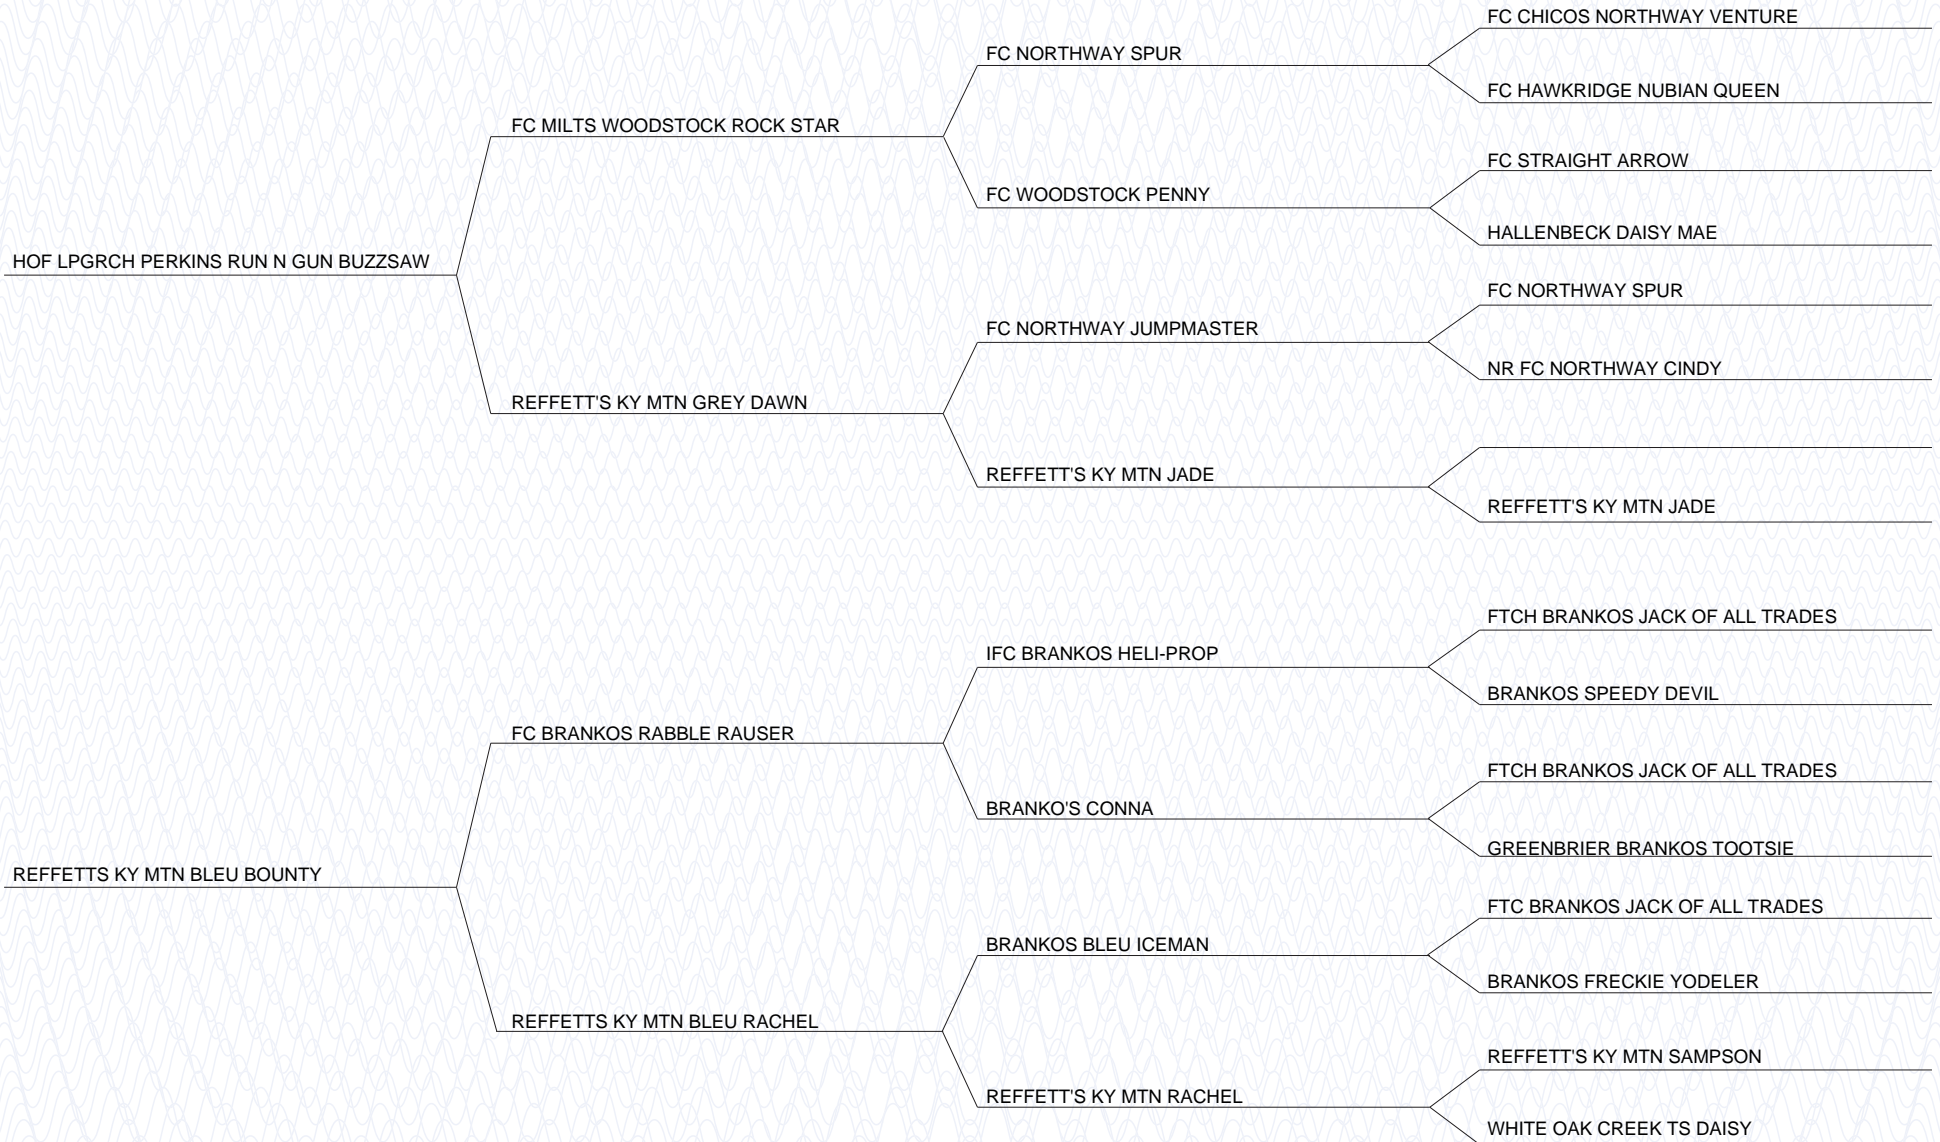 FC CHICOS NORTHWAY VENTURE
FC NORTHWAY SPUR
FC HAWKRIDGE NUBIAN QUEEN
FC MILTS WOODSTOCK ROCK STAR
FC STRAIGHT ARROW
FC WOODSTOCK PENNY
HALLENBECK DAISY MAE
HOF LPGRCH PERKINS RUN N GUN BUZZSAW
FC NORTHWAY SPUR
FC NORTHWAY JUMPMASTER
NR FC NORTHWAY CINDY
REFFETT'S KY MTN GREY DAWN
REFFETT'S KY MTN JADE
REFFETT'S KY MTN JADE
FTCH BRANKOS JACK OF ALL TRADES
IFC BRANKOS HELI-PROP
BRANKOS SPEEDY DEVIL
FC BRANKOS RABBLE RAUSER
FTCH BRANKOS JACK OF ALL TRADES
BRANKO'S CONNA
GREENBRIER BRANKOS TOOTSIE
REFFETTS KY MTN BLEU BOUNTY
FTC BRANKOS JACK OF ALL TRADES
BRANKOS BLEU ICEMAN
BRANKOS FRECKIE YODELER
REFFETTS KY MTN BLEU RACHEL
REFFETT'S KY MTN SAMPSON
REFFETT'S KY MTN RACHEL
WHITE OAK CREEK TS DAISY